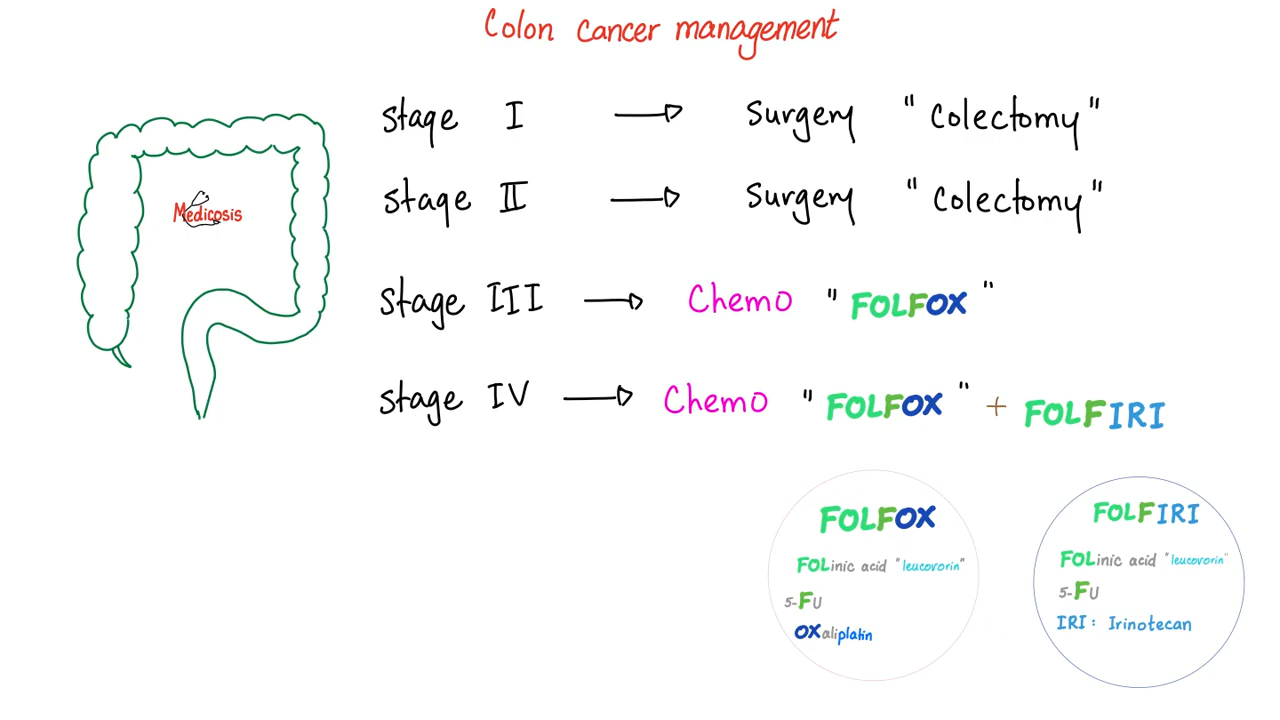 Colon cancer management
Medicosis
Stage I → Surgery "Colectomy"
Stage II → Surgery "Colectomy"
Stage III → Chemo "FOLFOX"
Stage IV → Chemo "FOLFOX" + FOLFIRI
FOLFOX
FOLinic acid "leucovorin"
5-FU
OXaliplatin
FOLFIRI
FOLinic acid "leucovorin"
5-FU
IRI: Irinotecan